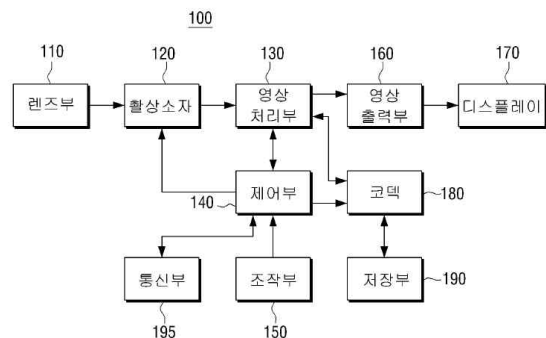 100
110
120
130
160
170
렌즈부
촬상소자
영상
처리부
영상
출력부
디스플레이
140
제어부
코덱
180
통신부
조작부
저장부
190
195
150